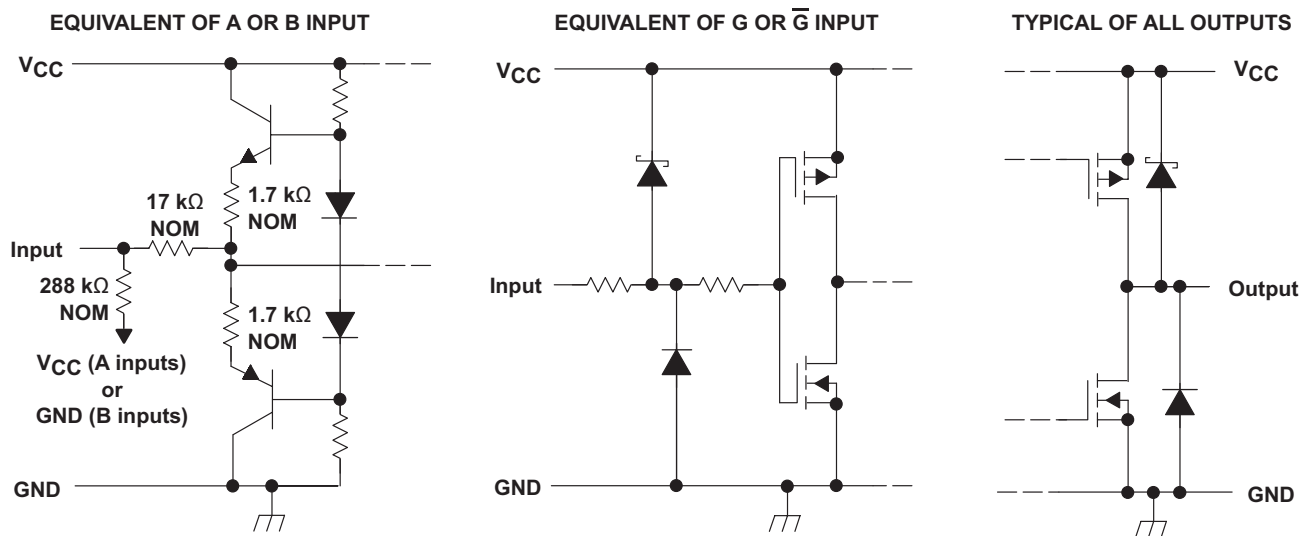 EQUIVALENT OF A OR B INPUT
VCC
17 kΩ
NOM
1.7 kΩ
NOM
Input
288 kΩ
NOM
1.7 kΩ
NOM
VCC (A inputs)
or
GND (B inputs)
GND
EQUIVALENT OF G OR G̅ INPUT
VCC
Input
GND
TYPICAL OF ALL OUTPUTS
VCC
Output
GND